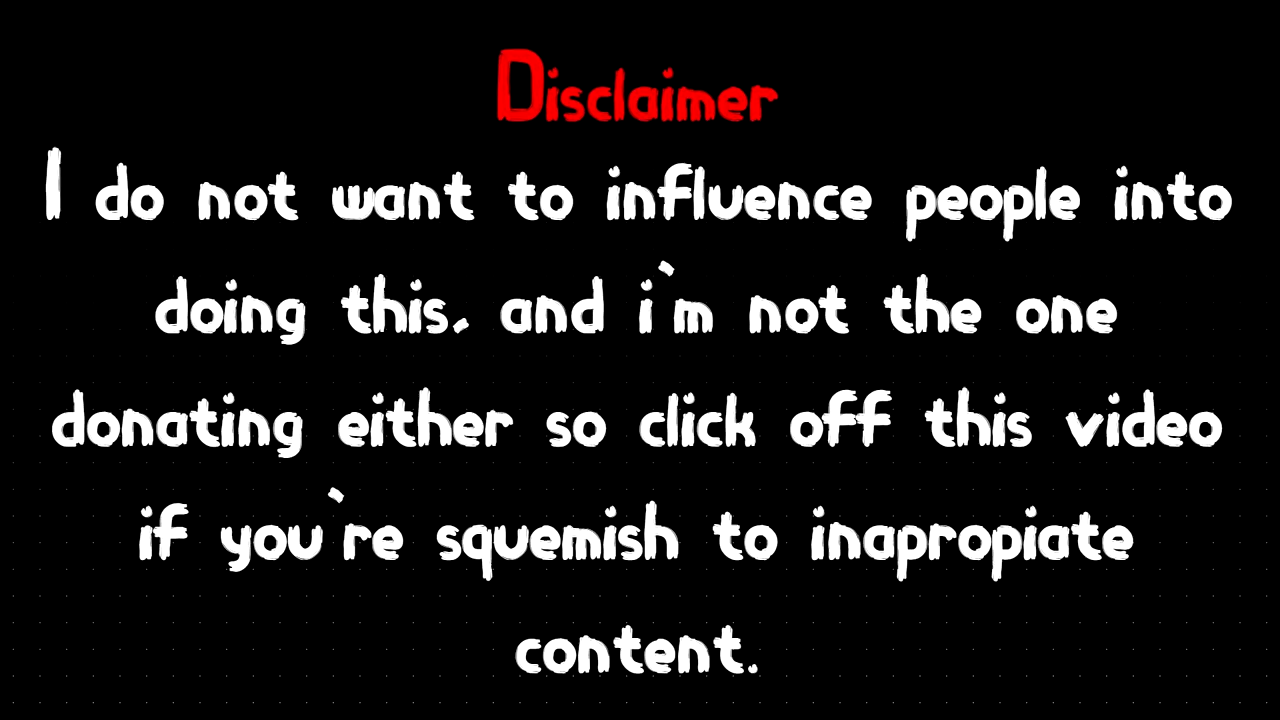 Disclaimer
I do not want to influence people into
doing this, and i`m not the one
donating either so click off this video
if you`re squemish to inapropiate
content.